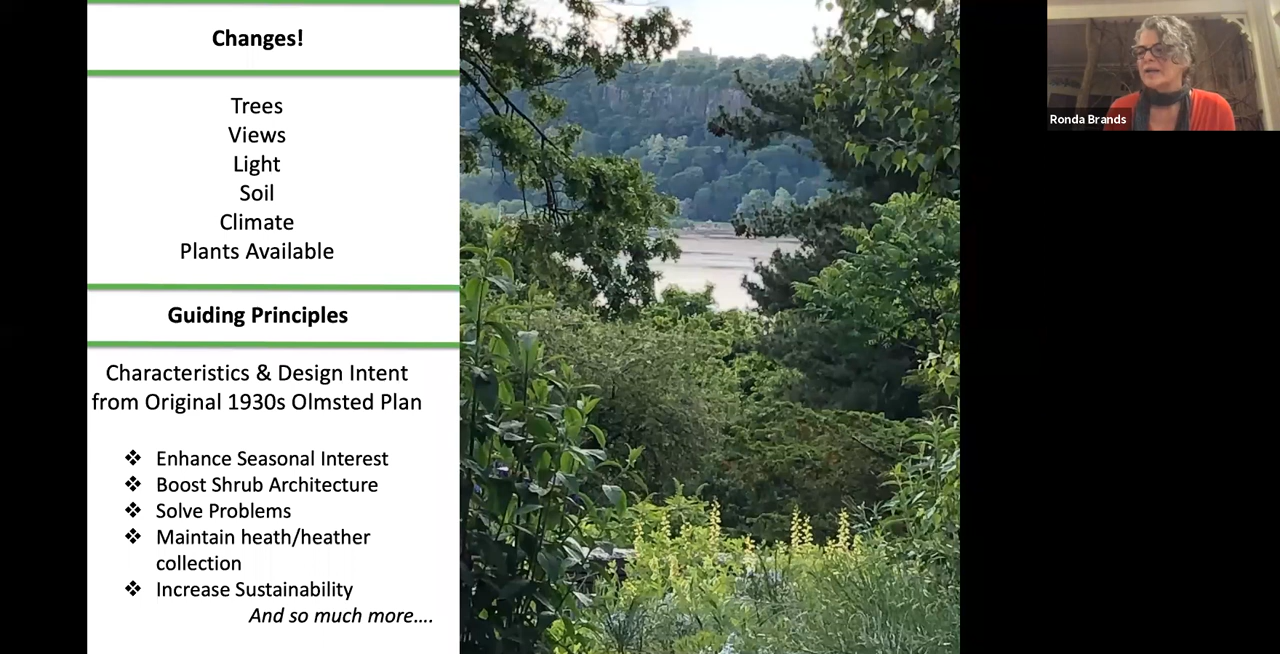 Changes!
Trees
Views
Light
Soil
Climate
Plants Available
Guiding Principles
Characteristics & Design Intent
from Original 1930s Olmsted Plan
❖ Enhance Seasonal Interest
❖ Boost Shrub Architecture
❖ Solve Problems
❖ Maintain heath/heather
collection
❖ Increase Sustainability
And so much more....
Ronda Brands